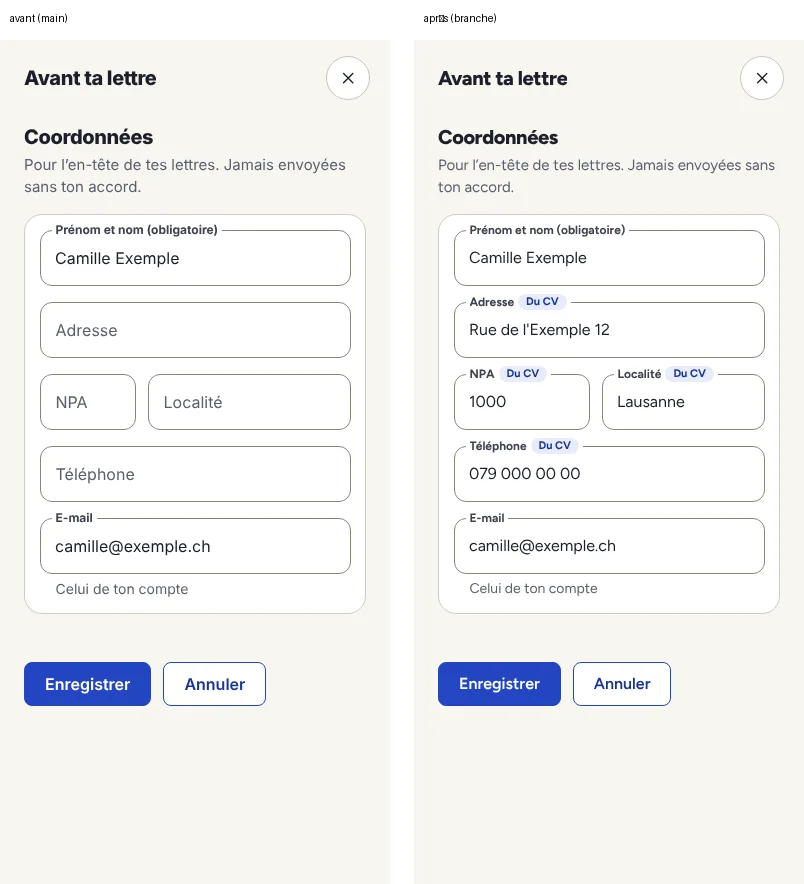 avant (main)
Avant ta lettre
Coordonnées
Pour l’en-tête de tes lettres. Jamais envoyées
sans ton accord.
Prénom et nom (obligatoire)
Camille Exemple
Adresse
NPA
Localité
Téléphone
E-mail
camille@exemple.ch
Celui de ton compte
Enregistrer
Annuler
(branche)
Avant ta lettre
Coordonnées
Pour l’en-tête de tes lettres. Jamais envoyées sans
ton accord.
Prénom et nom (obligatoire)
Camille Exemple
Adresse Du CV
Rue de l'Exemple 12
NPA Du CV
1000
Localité Du CV
Lausanne
Téléphone Du CV
079 000 00 00
E-mail
camille@exemple.ch
Celui de ton compte
Enregistrer
Annuler